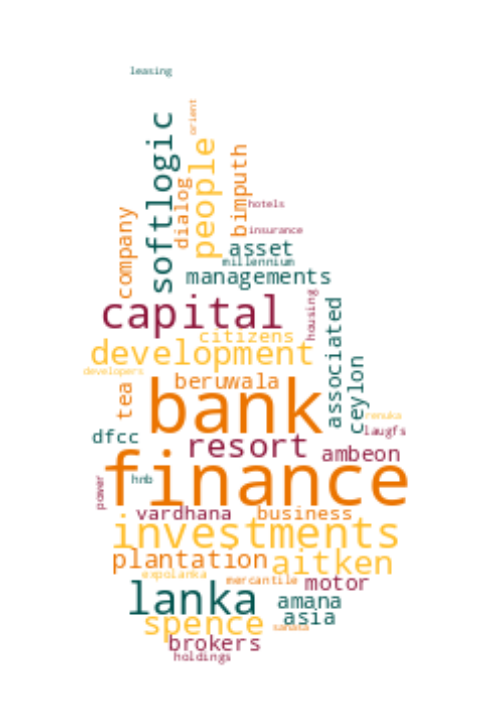 leasing
orient
softlogic
people
dialog
bimputh
hotels
company
insurance
asset
millennium
managements
capital
housing
associated
citizens
development
developers
beruwala
ceylon
tea
bank
renuka
laugfs
dfcc
resort
ambeon
finance
hnb
power
vardhana
business
investments
plantation
aitken
expolanka
mercantile
motor
lanka
amana
asia
spence
sanasa
brokers
holdings